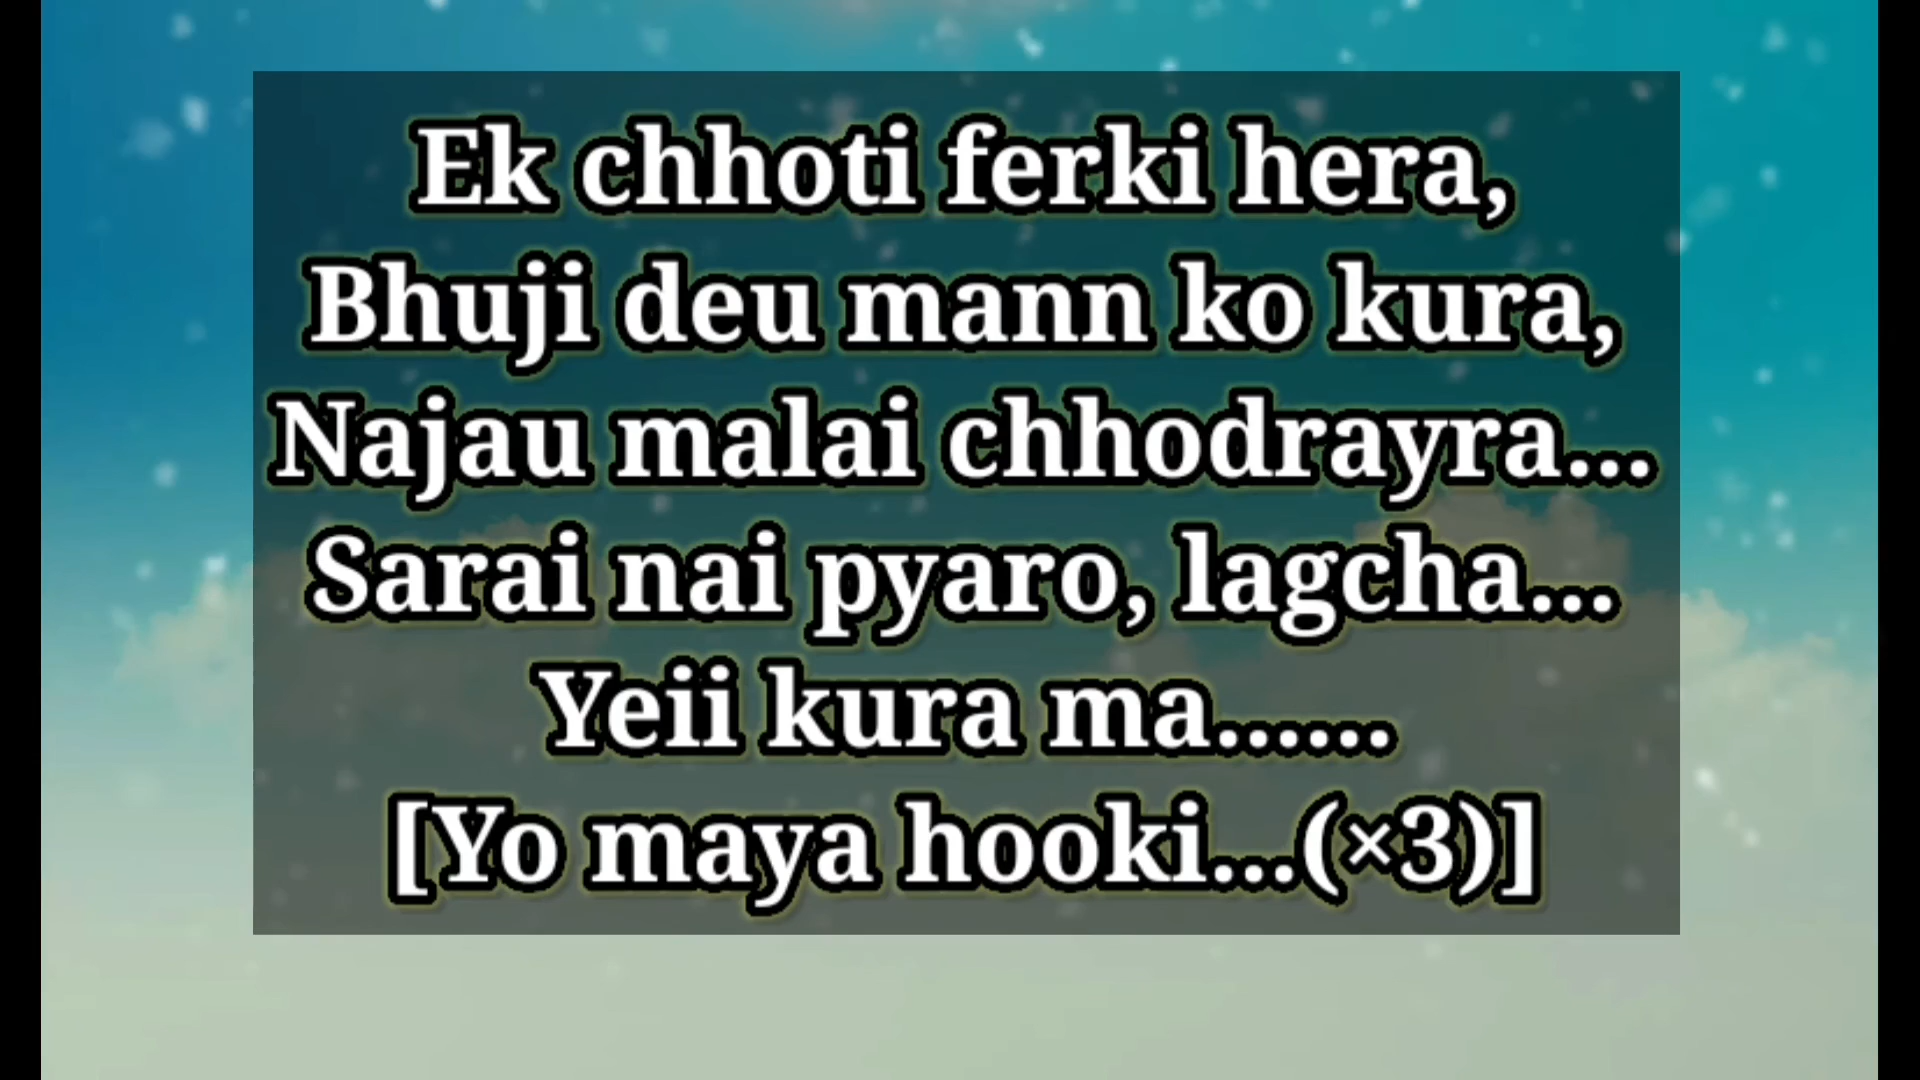 Ek chhoti ferki hera,
Bhuji deu mann ko kura,
Najau malai chhodrayra...
Sarai nai pyaro, lagcha...
Yeii kura ma......
[Yo maya hooki...(×3)]